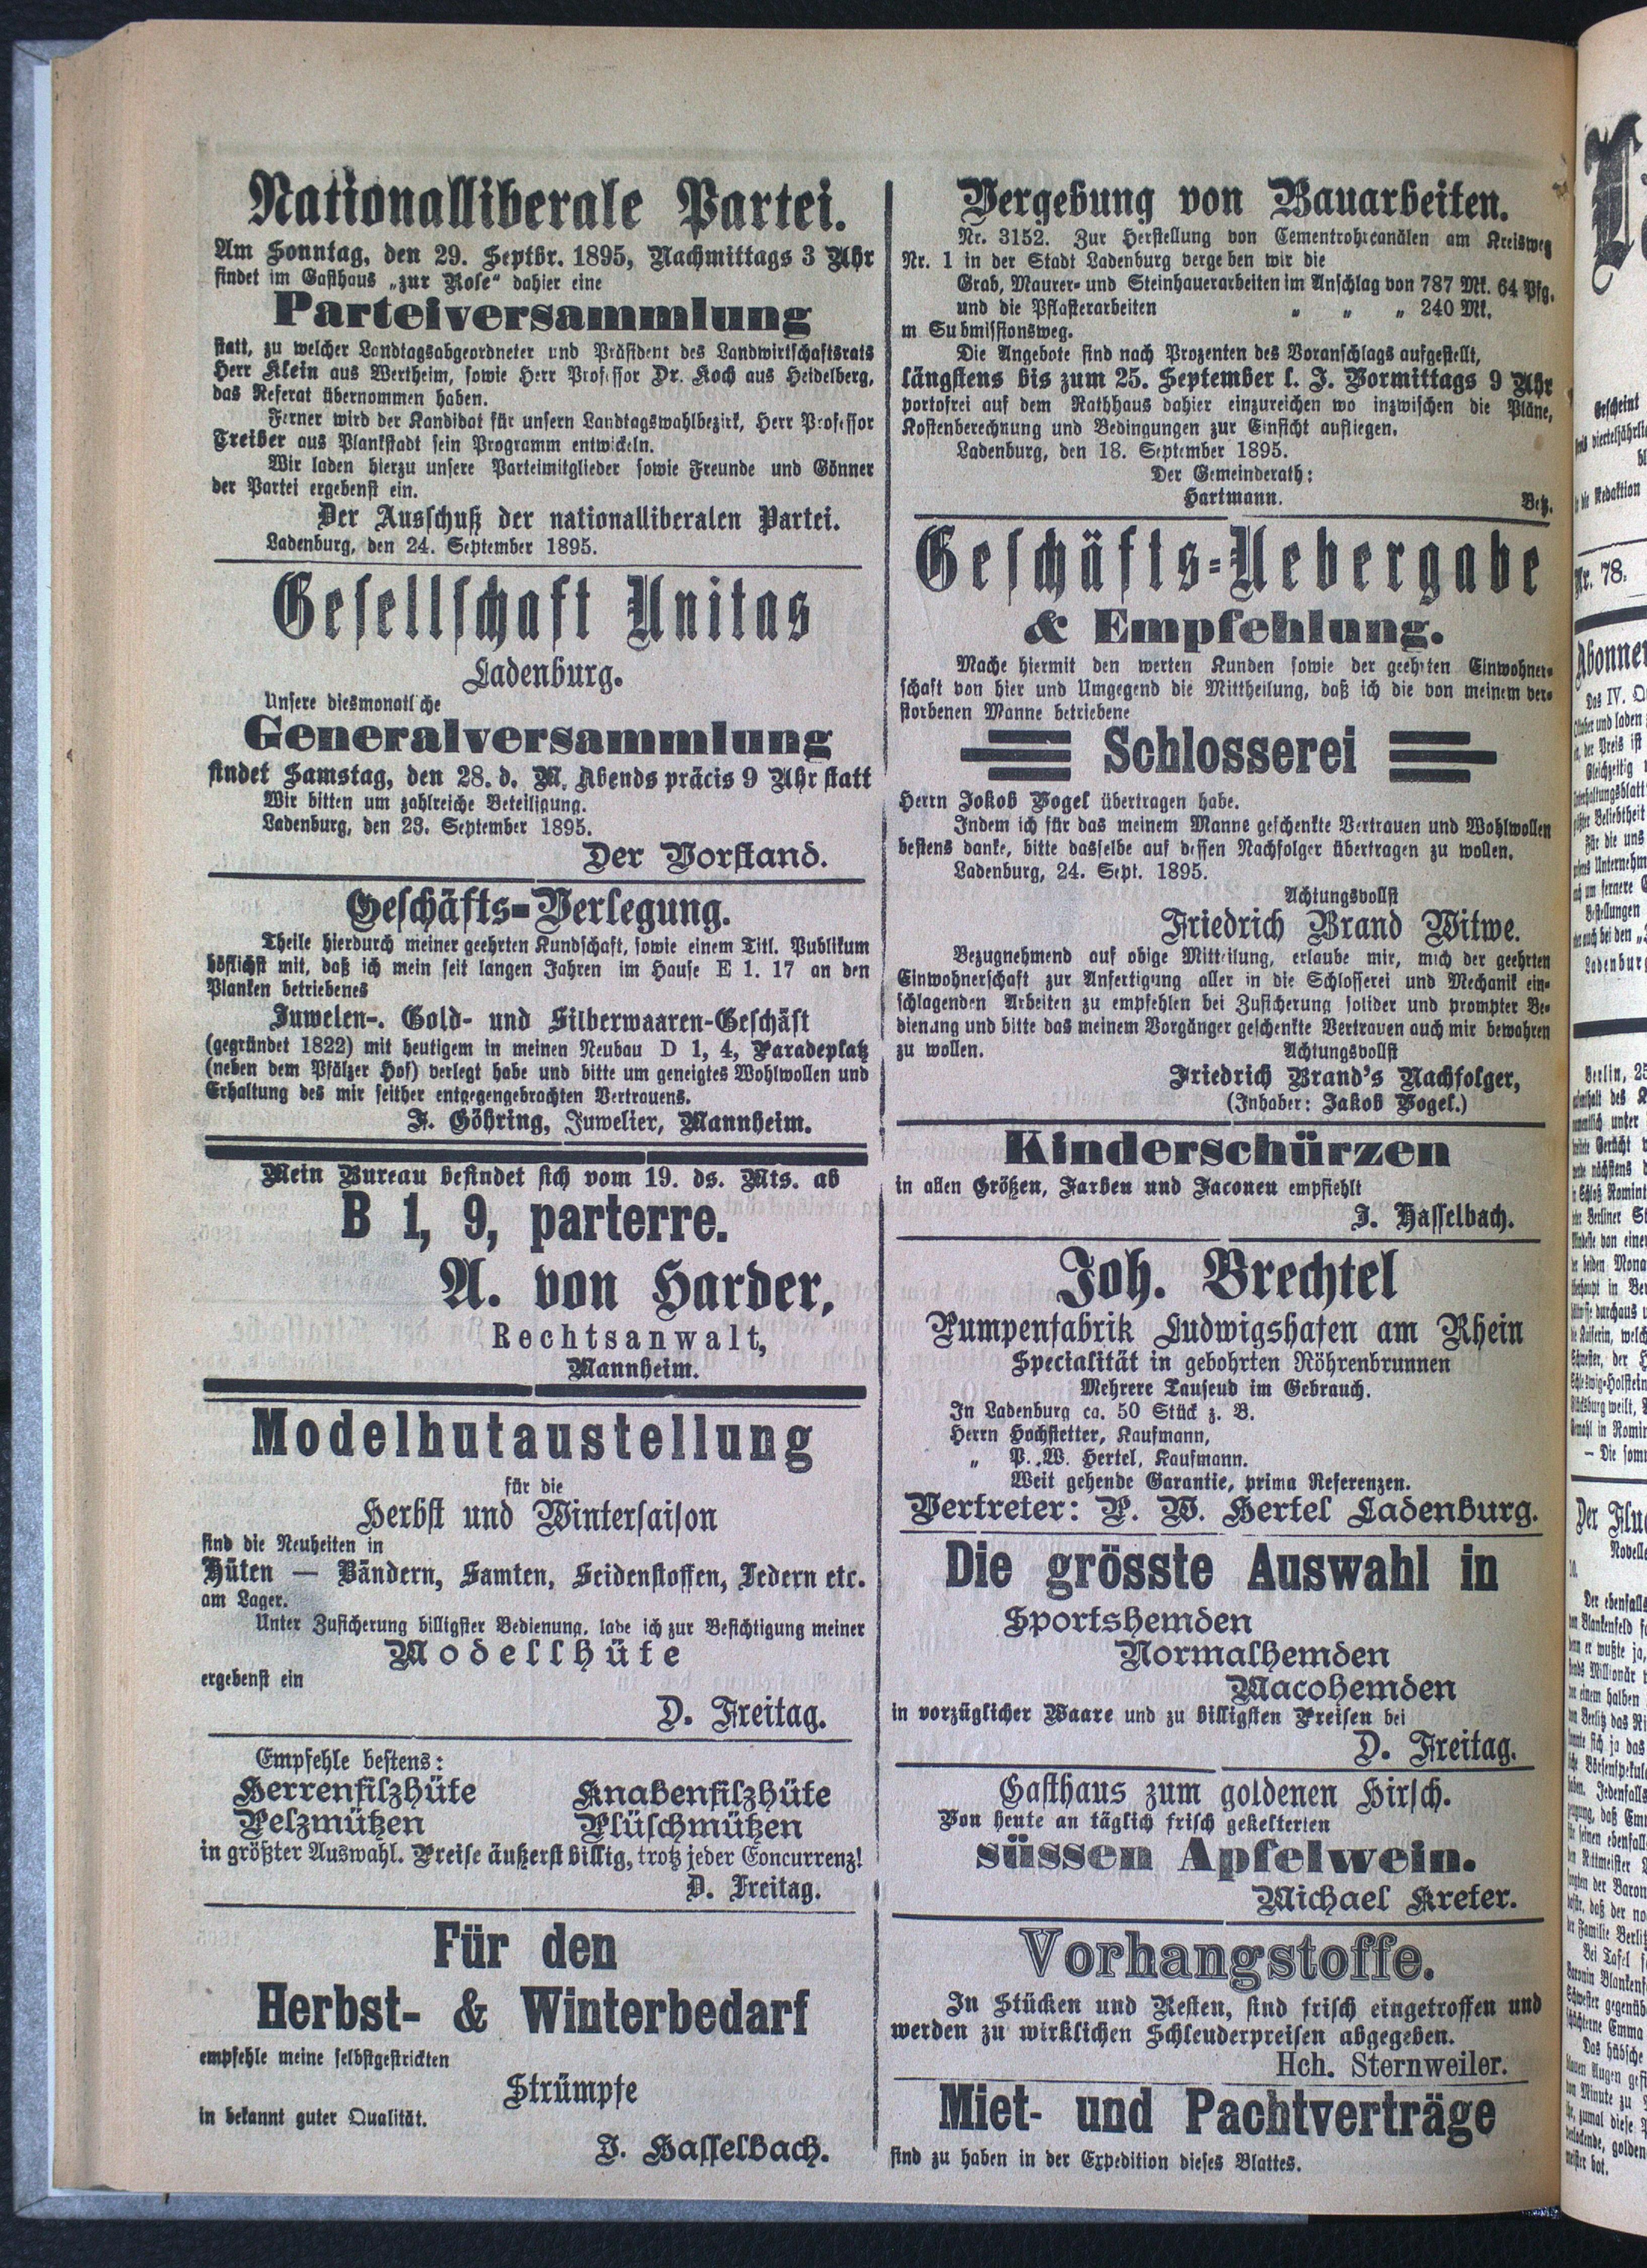 Nationalliberale Partei.
Am Sonntag, den 29. Septbr. 1895, Nachmittags 3 Uhr
findet im Gasthaus „zur Rose“ dahier eine
Parteiversammlung
statt, zu welcher Landtagsabgeordneter und Präsident des Landwirtschaftsrats
Herr Klein aus Wertheim, sowie Herr Professor Dr. Koch aus Heidelberg,
das Referat übernommen haben.
Ferner wird der Kandidat für unsern Landtagswahlbezirk, Herr Professor
Treiber aus Plankstadt sein Programm entwickeln.
Wir laden hierzu unsere Parteimitglieder sowie Freunde und Gönner
der Partei ergebenst ein.
Der Ausschuß der nationalliberalen Partei.
Ladenburg, den 24. September 1895.
Gesellschaft Unitas
Ladenburg.
Unsere diesmonatliche
Generalversammlung
findet Samstag, den 28. d. M. Abends präcis 9 Uhr statt
Wir bitten um zahlreiche Beteiligung.
Ladenburg, den 23. September 1895.
Der Vorstand.
Geschäfts-Verlegung.
Theile hierdurch meiner geehrten Kundschaft, sowie einem Titl. Publikum
höflichst mit, daß ich mein seit langen Jahren im Hause E 1. 17 an den
Planken betriebenes
Juwelen-. Gold- und Silberwaaren-Geschäft
(gegründet 1822) mit heutigem in meinen Neubau D 1, 4, Paradeplatz
(neben dem Pfälzer Hof) verlegt habe und bitte um geneigtes Wohlwollen und
Erhaltung des mir seither entgegengebrachten Vertrauens.
F. Göhring, Juwelier, Mannheim.
Mein Bureau befindet sich vom 19. ds. Mts. ab
B 1, 9, parterre.
A. von Harder,
Rechtsanwalt,
Mannheim.
Modelhutaustellung
für die
Herbst und Wintersaison
sind die Neuheiten in
Hüten — Bändern, Samten, Seidenstoffen, Federn etc.
am Lager.
Unter Zusicherung billigster Bedienung, lade ich zur Besichtigung meiner
Modellhüte
ergebenst ein
D. Freitag.
Empfehle bestens:
Herrenfilzhüte Knabenfilzhüte
Pelzmützen Plüschmützen
in größter Auswahl. Preise äußerst billig, trotz jeder Concurrenz!
D. Freitag.
Für den
Herbst- & Winterbedarf
empfehle meine selbstgestrickten
Strümpfe
in bekannt guter Qualität.
J. Hasselbach.
Vergebung von Bauarbeiten.
Nr. 3152. Zur Herstellung von Cementrohrcanälen am Kreisweg
Nr. 1 in der Stadt Ladenburg vergeben wir die
Grab, Maurer- und Steinhauerarbeiten im Anschlag von 787 Mk. 64 Pfg.
und die Pflasterarbeiten „ „ „ 240 Mk.
m Submissionsweg.
Die Angebote sind nach Prozenten des Voranschlags aufgestellt,
längstens bis zum 25. September l. J. Vormittags 9 Uhr
portofrei auf dem Rathhaus dahier einzureichen wo inzwischen die Pläne,
Kostenberechnung und Bedingungen zur Einsicht aufliegen.
Ladenburg, den 18. September 1895.
Der Gemeinderath:
Hartmann. Betz.
Geschäfts-Uebergabe
& Empfehlung.
Mache hiermit den werten Kunden sowie der geehrten Einwohner-
schaft von hier und Umgegend die Mittheilung, daß ich die von meinem ver-
storbenen Manne betriebene
Schlosserei
Herrn Jokob Vogel übertragen habe.
Indem ich für das meinem Manne geschenkte Vertrauen und Wohlwollen
bestens danke, bitte dasselbe auf dessen Nachfolger übertragen zu wollen.
Ladenburg, 24. Sept. 1895.
Achtungsvollst
Friedrich Brand Witwe.
Bezugnehmend auf obige Mitteilung, erlaube mir, mich der geehrten
Einwohnerschaft zur Anfertigung aller in die Schlosserei und Mechanik ein-
schlagenden Arbeiten zu empfehlen bei Zusicherung solider und prompter Be-
dienung und bitte das meinem Vorgänger geschenkte Vertrauen auch mir bewahren
zu wollen. Achtungsvollst
Friedrich Brand's Nachfolger,
(Inhaber: Jakob Vogel.)
Kinderschürzen
in allen Größen, Farben und Faconen empfiehlt
J. Hasselbach.
Joh. Brechtel
Pumpenfabrik Ludwigshafen am Rhein
Specialität in gebohrten Röhrenbrunnen
Mehrere Tausend im Gebrauch.
In Ladenburg ca. 50 Stück z. B.
Herrn Hochstetter, Kaufmann,
„ P. W. Hertel, Kaufmann.
Weit gehende Garantie, prima Referenzen.
Vertreter: P. W. Hertel Ladenburg.
Die grösste Auswahl in
Sportshemden
Normalhemden
Macohemden
in vorzüglicher Waare und zu billigsten Preisen bei
D. Freitag.
Gasthaus zum goldenen Hirsch.
Von heute an täglich frisch gekelterten
süssen Apfelwein.
Michael Kreter.
Vorhangstoffe.
In Stücken und Resten, sind frisch eingetroffen und
werden zu wirklichen Schleuderpreisen abgegeben.
Hch. Sternweiler.
Miet- und Pachtverträge
sind zu haben in der Expedition dieses Blattes.